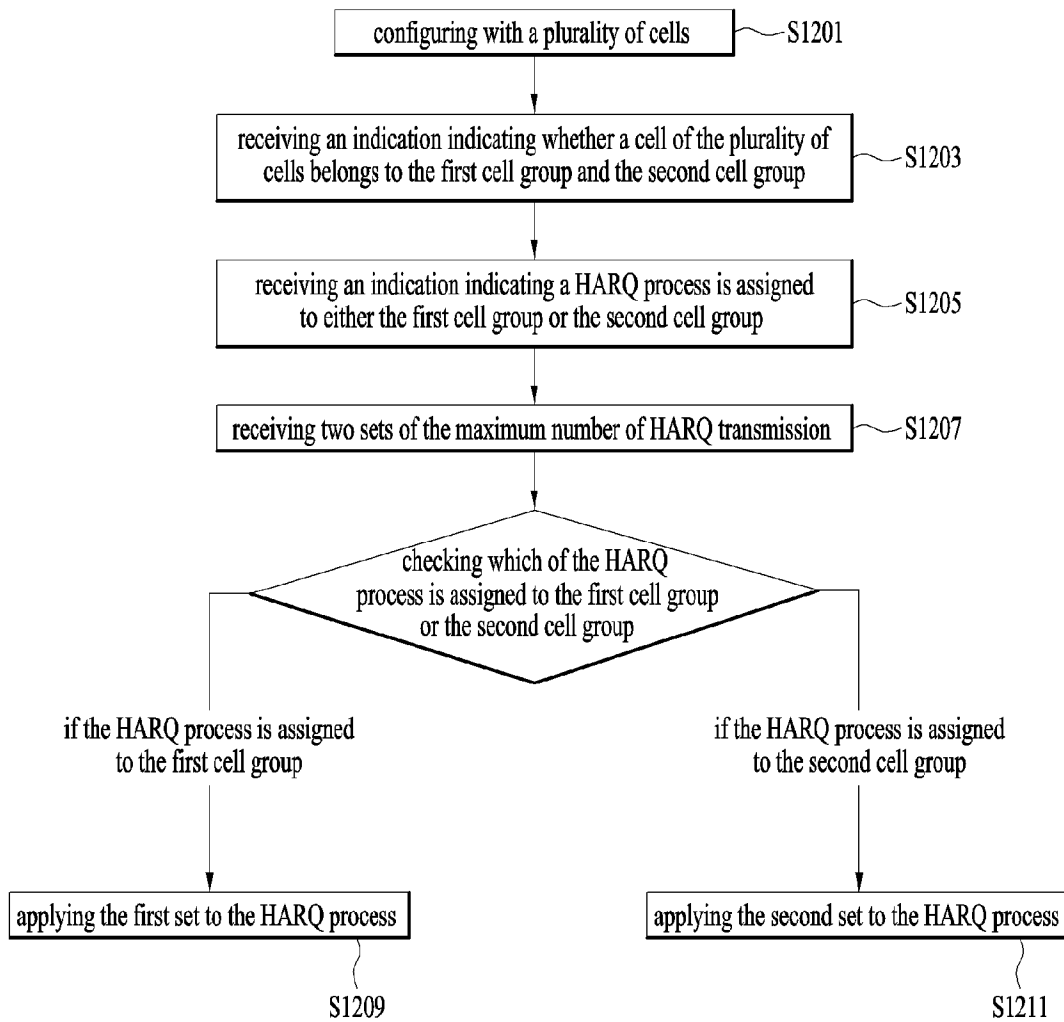 configuring with a plurality of cells
S1201
receiving an indication indicating whether a cell of the plurality of
cells belongs to the first cell group and the second cell group
S1203
receiving an indication indicating a HARQ process is assigned
to either the first cell group or the second cell group
S1205
receiving two sets of the maximum number of HARQ transmission
S1207
checking which of the HARQ
process is assigned to the first cell group
or the second cell group
if the HARQ process is assigned
to the first cell group
if the HARQ process is assigned
to the second cell group
applying the first set to the HARQ process
S1209
applying the second set to the HARQ process
S1211